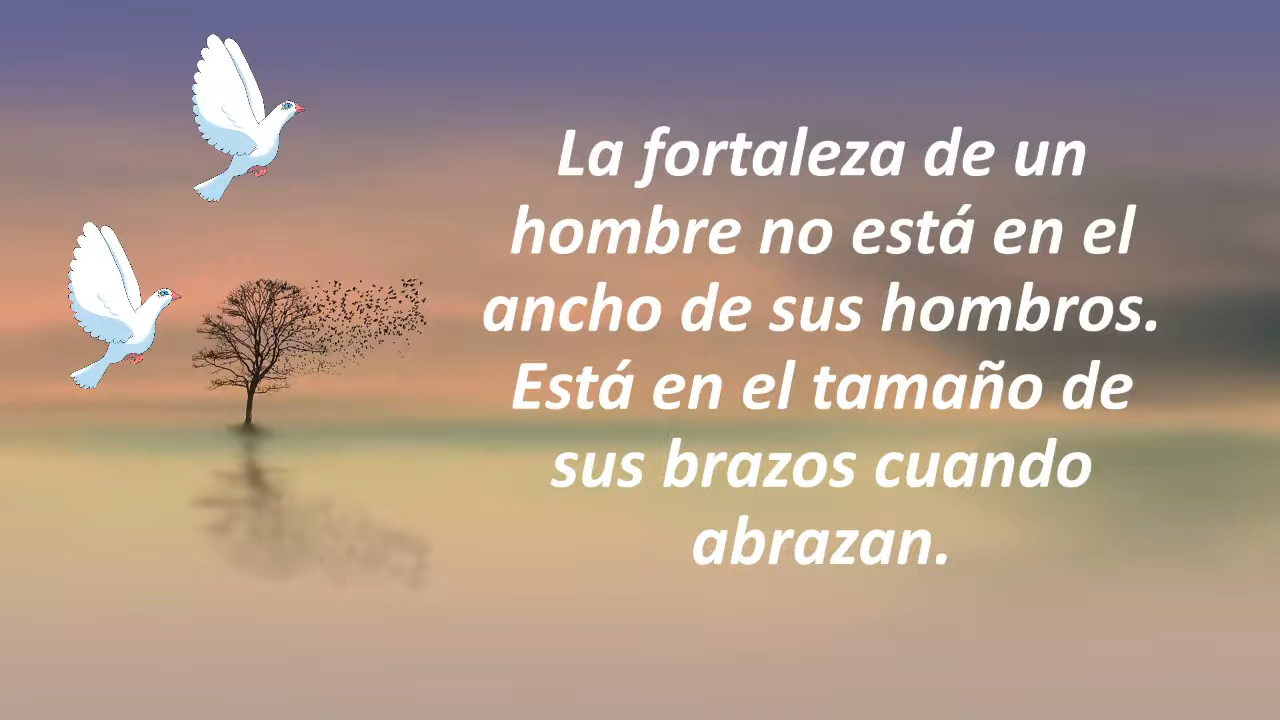 La fortaleza de un
hombre no está en el
ancho de sus hombros.
Está en el tamaño de
sus brazos cuando
abrazan.